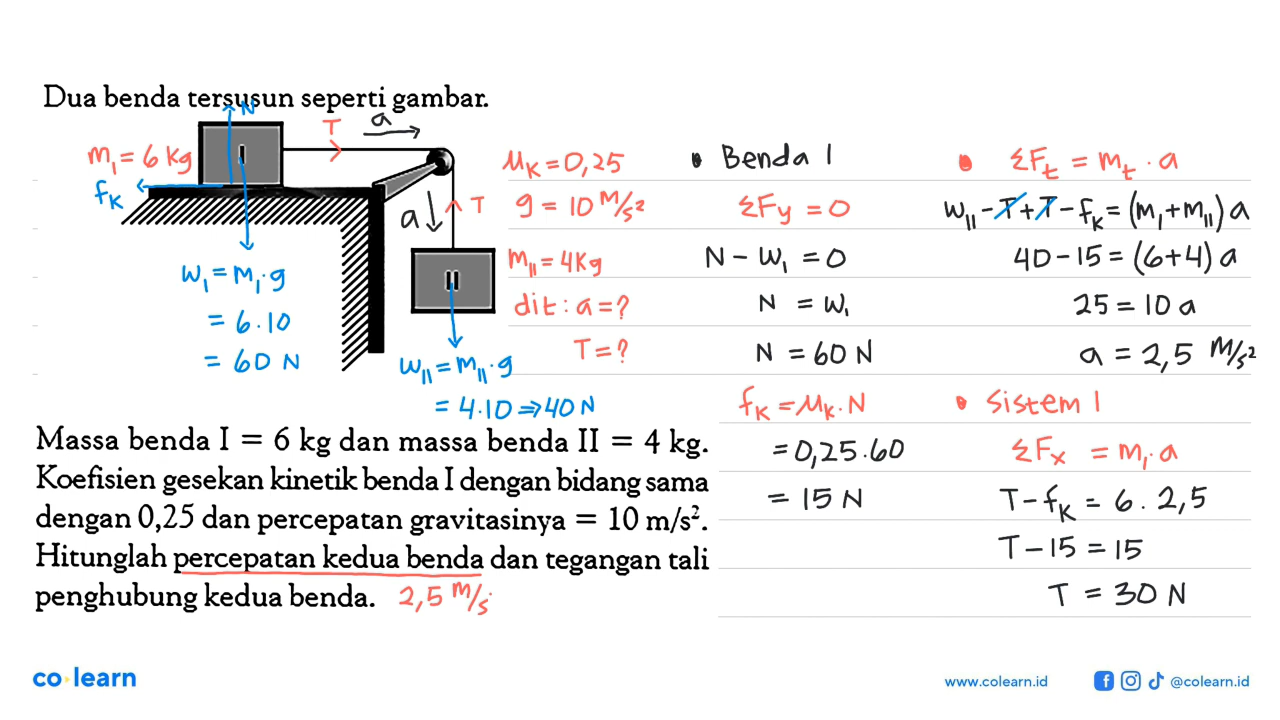 Dua benda tersusun seperti gambar.
N
T
a
m₁ = 6 kg
I
fK
a
T
II
w₁ = m₁.g
= 6.10
= 60 N
wII = mII.g
= 4.10 ⇒ 40 N
μK = 0,25
g = 10 m/s²
mII = 4Kg
dit : a = ?
T = ?
• Benda 1
ΣFy = 0
N - w₁ = 0
N = w₁
N = 60 N
fK = μK.N
= 0,25.60
= 15 N
• ΣFt = mt . a
wII - T + T - fK = (m₁ + mII) a
40 - 15 = (6+4) a
25 = 10 a
a = 2,5 m/s²
• Sistem 1
ΣFx = m₁.a
T - fK = 6 . 2,5
T - 15 = 15
T = 30 N
Massa benda I = 6 kg dan massa benda II = 4 kg.
Koefisien gesekan kinetik benda I dengan bidang sama
dengan 0,25 dan percepatan gravitasinya = 10 m/s².
Hitunglah percepatan kedua benda dan tegangan tali
penghubung kedua benda. 2,5 m/s
co·learn
www.colearn.id
@colearn.id